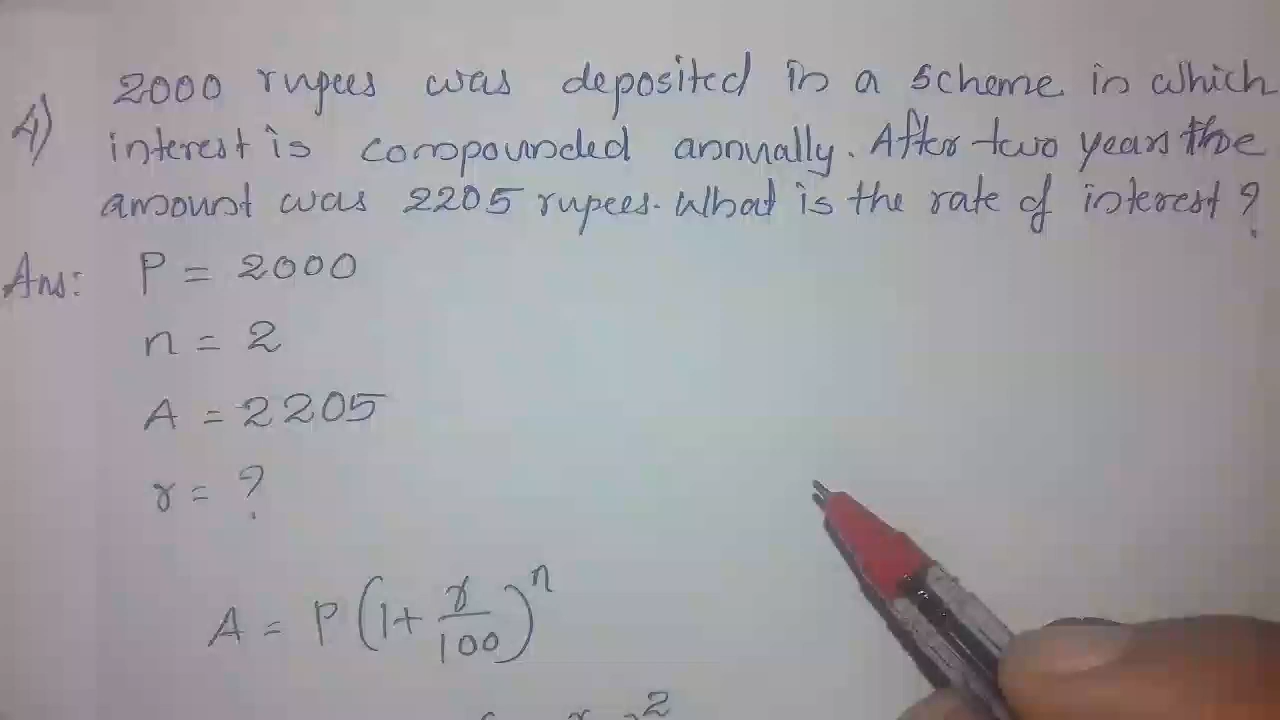 4) 2000 rupees was deposited in a scheme in which
interest is compounded annually. After two years the
amount was 2205 rupees. What is the rate of interest ?
Ans: P = 2000
n = 2
A = 2205
r = ?
A = P(1+r/100)^n
2